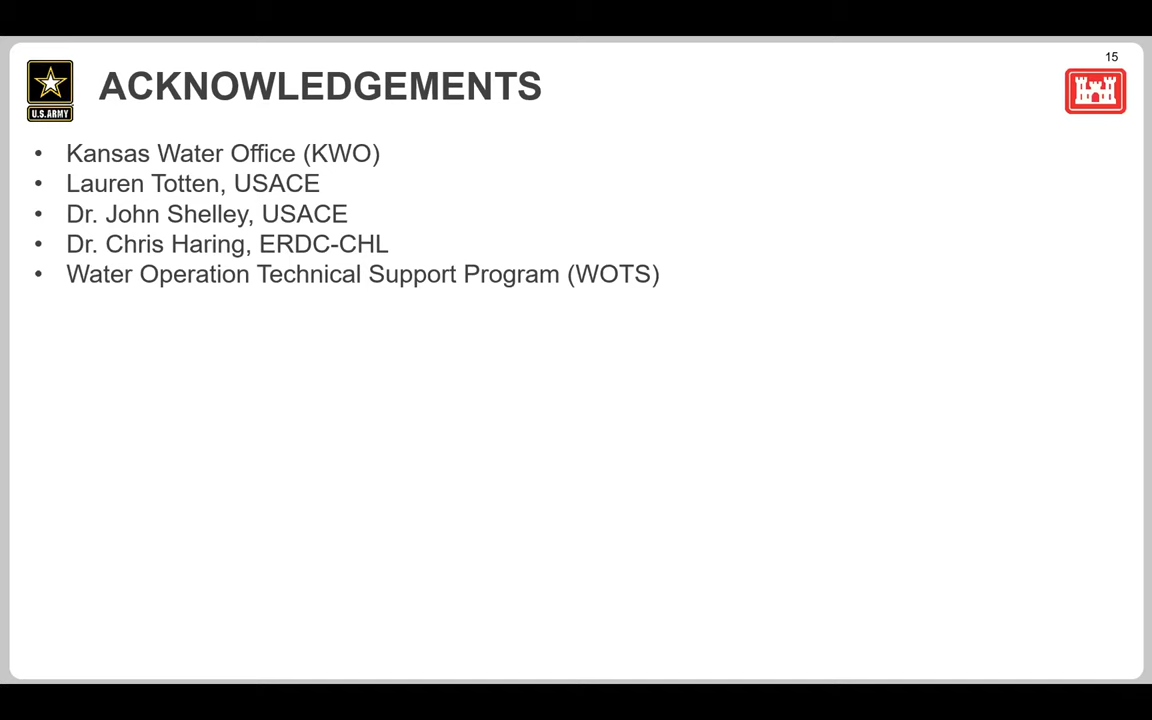 15
ACKNOWLEDGEMENTS
U.S.ARMY
• Kansas Water Office (KWO)
• Lauren Totten, USACE
• Dr. John Shelley, USACE
• Dr. Chris Haring, ERDC-CHL
• Water Operation Technical Support Program (WOTS)